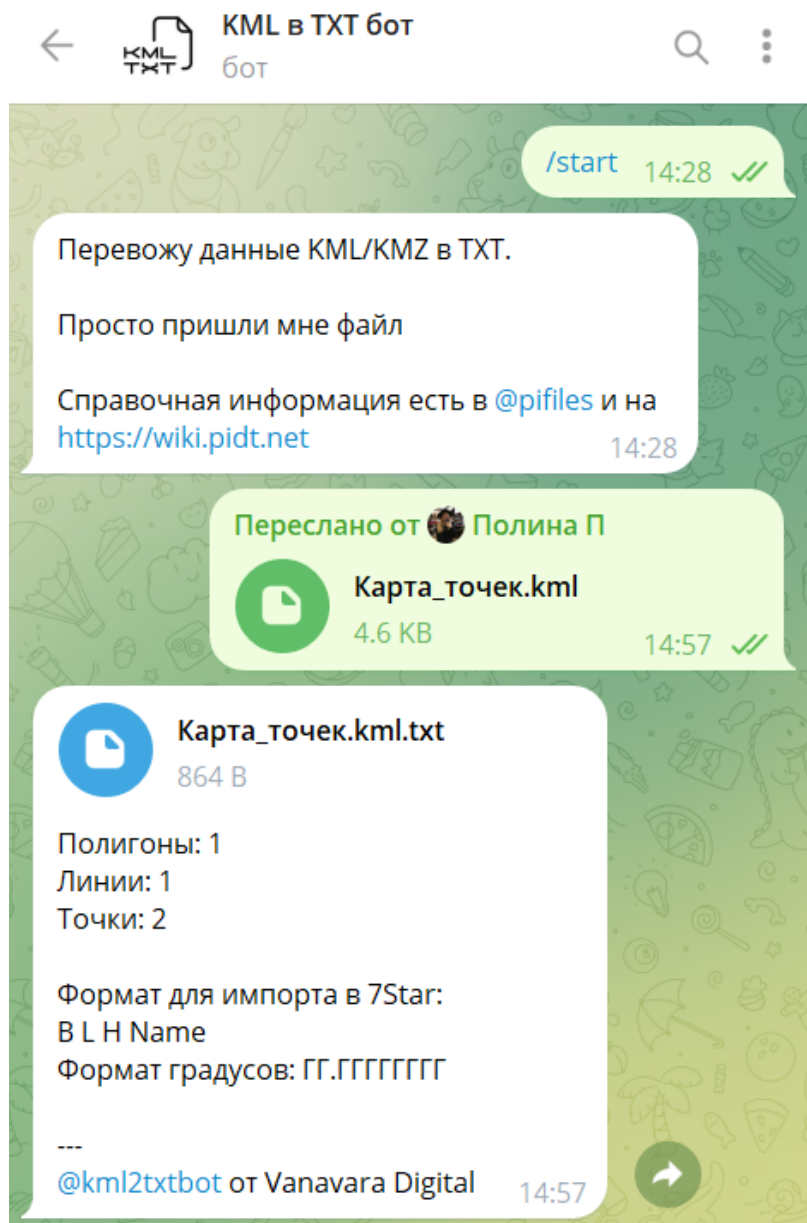 KML
TXT
KML в TXT бот
бот
/start 14:28
Перевожу данные KML/KMZ в TXT.
Просто пришли мне файл
Справочная информация есть в @pifiles и на
https://wiki.pidt.net
14:28
Переслано от Полина П
Карта_точек.kml
4.6 KB
14:57
Карта_точек.kml.txt
864 B
Полигоны: 1
Линии: 1
Точки: 2
Формат для импорта в 7Star:
B L H Name
Формат градусов: ГГ.ГГГГГГГГ
---
@kml2txtbot от Vanavara Digital
14:57